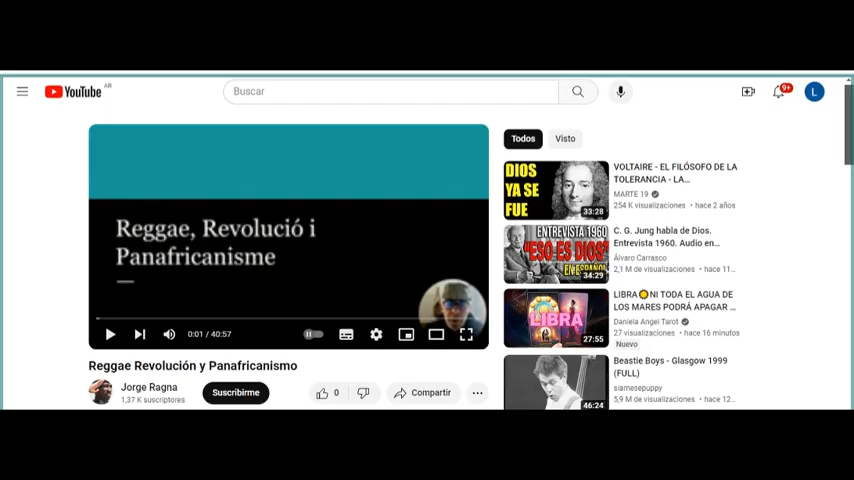 YouTube AR
Buscar
9+
L
Reggae, Revolució i
Panafricanisme
0:01 / 40:57
Reggae Revolución y Panafricanismo
Jorge Ragna
1,37 K suscriptores
Suscribirme
0
Compartir
Todos
Visto
DIOS
YA SE
FUE
33:28
VOLTAIRE - EL FILÓSOFO DE LA
TOLERANCIA - LA...
MARTE 19
254 K visualizaciones • hace 2 años
ENTREVISTA 1960
"ESO ES DIOS"
EN ESPAÑOL
34:29
C. G. Jung habla de Dios.
Entrevista 1960. Audio en...
Álvaro Carrasco
2,1 M de visualizaciones • hace 11...
LIBRA
27:55
LIBRA🌞NI TODA EL AGUA DE
LOS MARES PODRÁ APAGAR ...
Daniela Angel Tarot
27 visualizaciones • hace 16 minutos
Nuevo
46:24
Beastie Boys - Glasgow 1999
(FULL)
siamesepuppy
5,9 M de visualizaciones • hace 12...